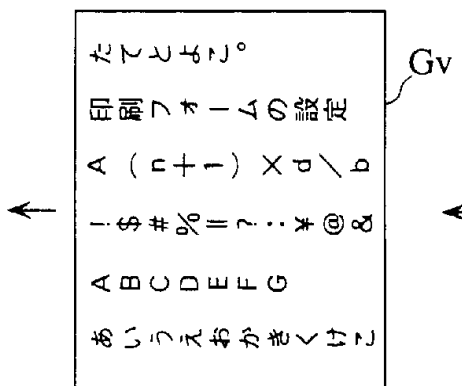 たてとよこ。
印刷フォームの設定
A(n+1)×d/b
!$#%=?:¥@&
ABCDEFG
あいうえおかきくけこ
Gv